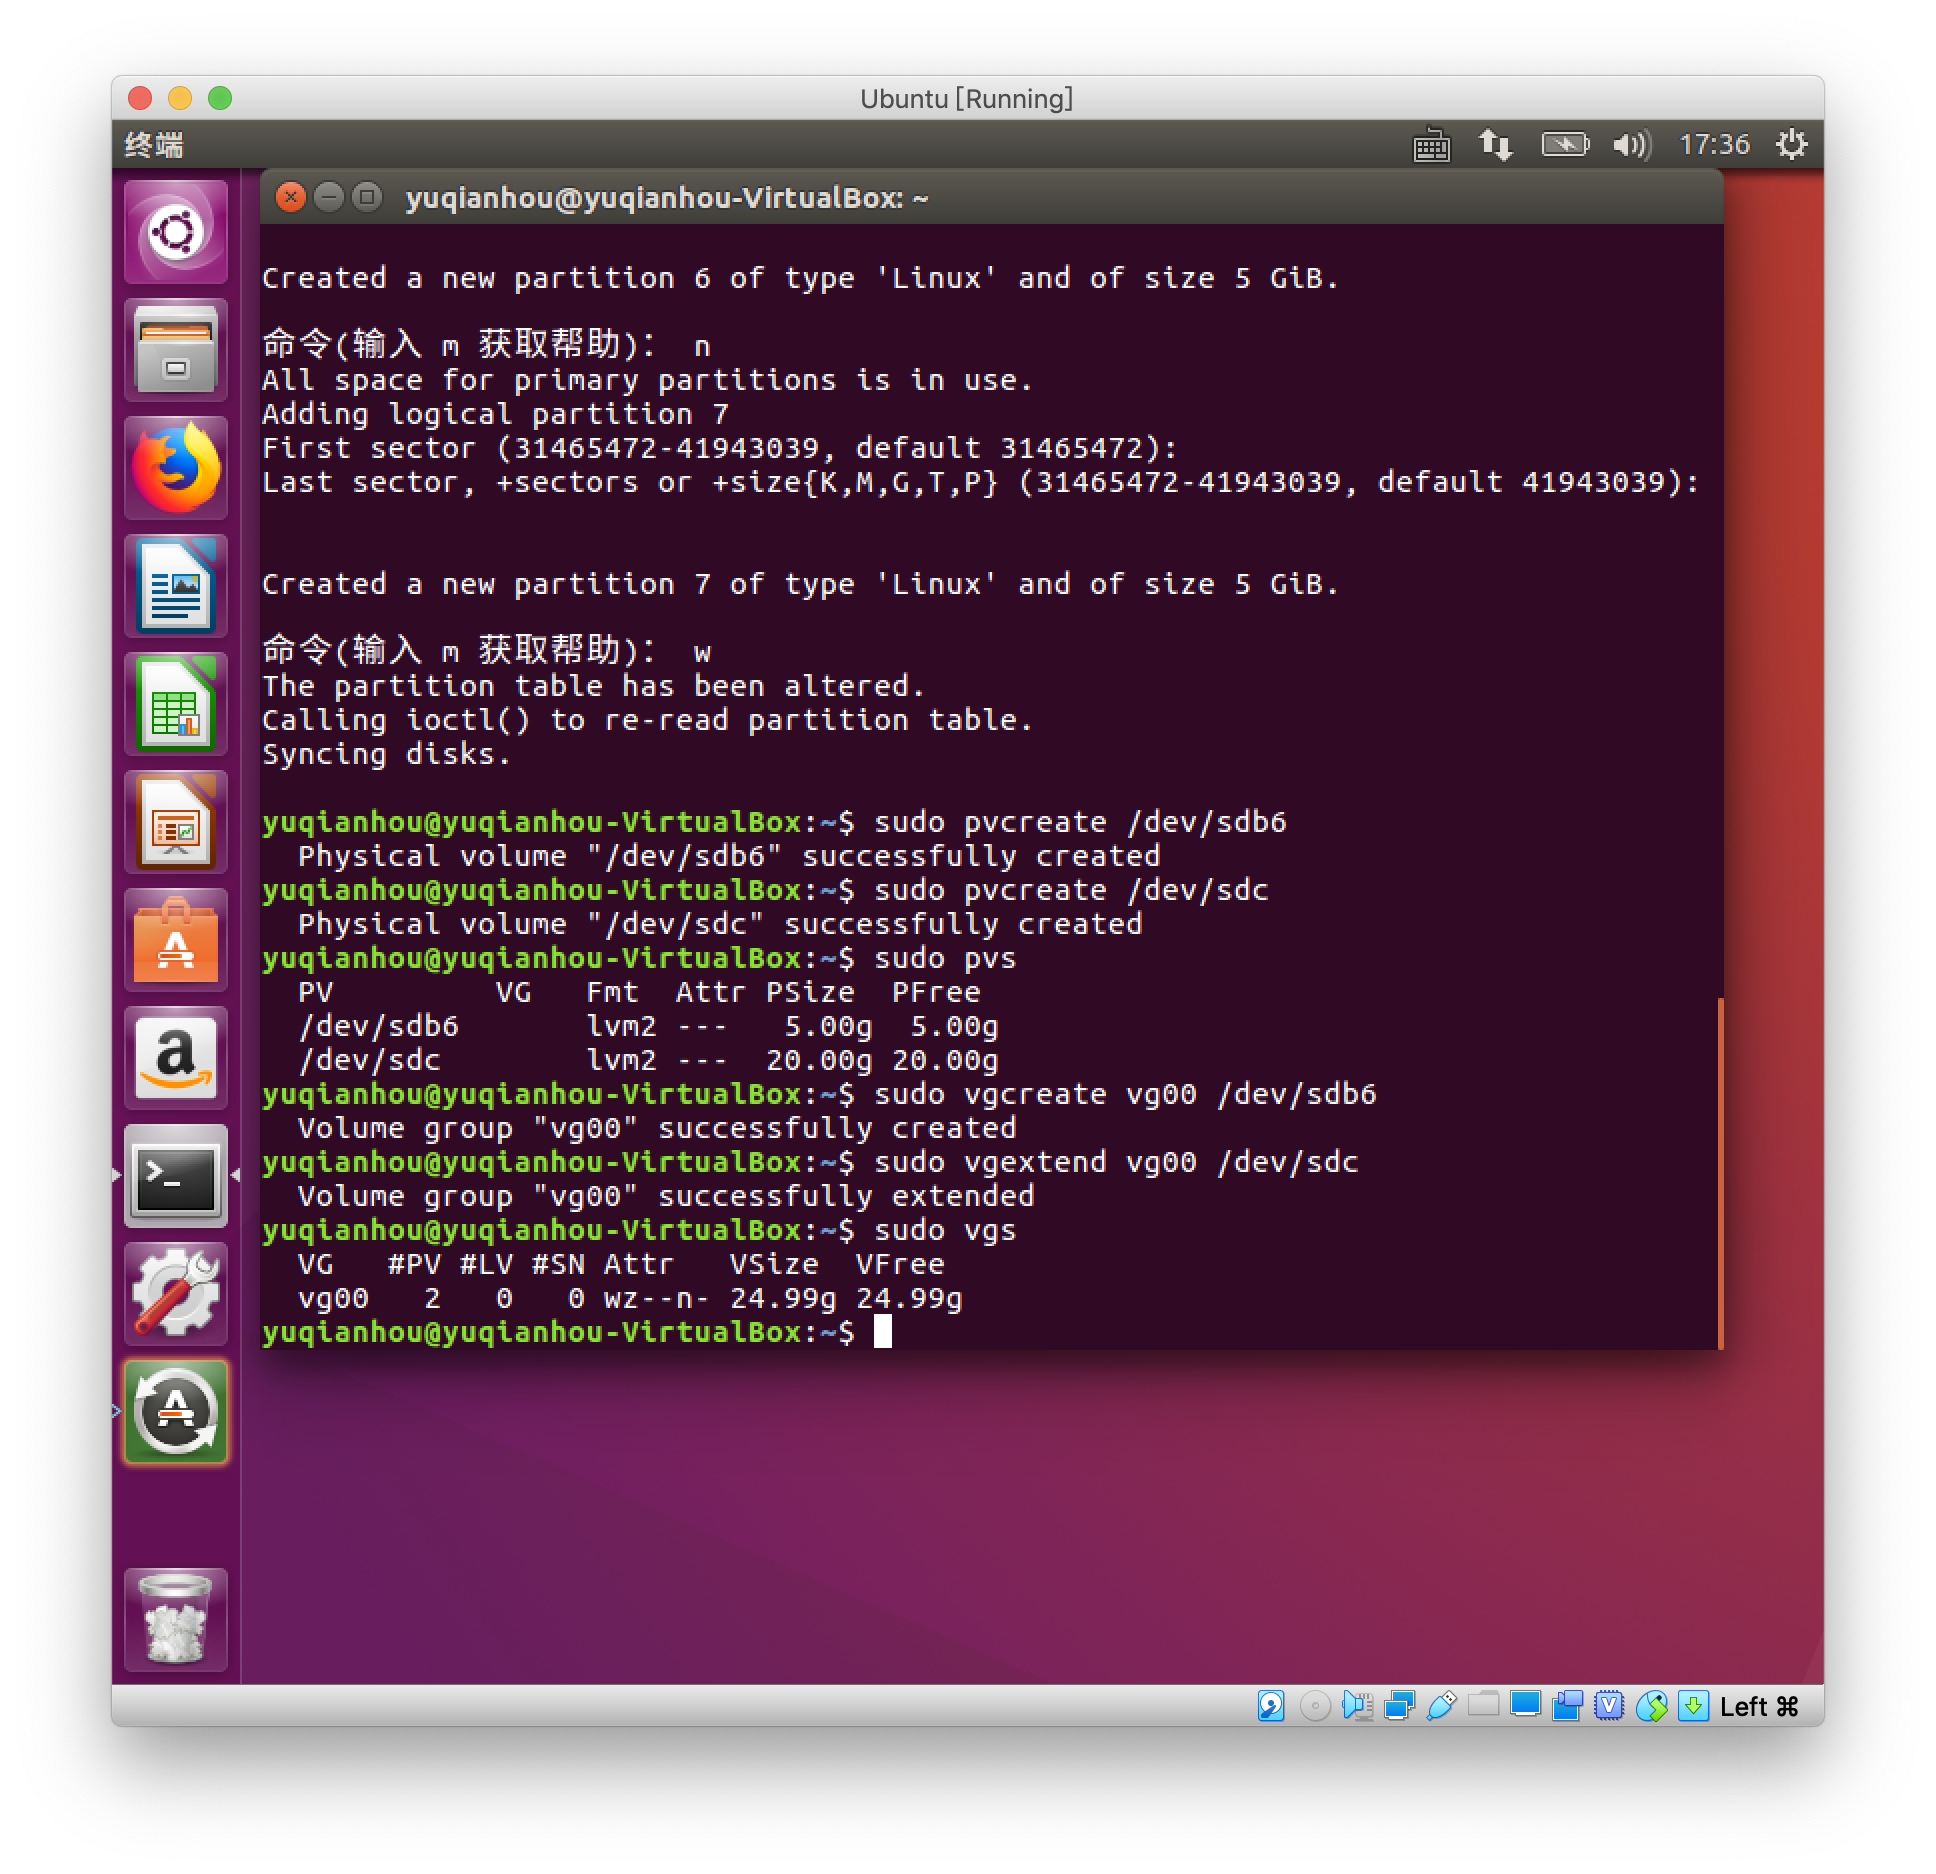 Ubuntu [Running]
终端
17:36
yuqianhou@yuqianhou-VirtualBox: ~
Created a new partition 6 of type 'Linux' and of size 5 GiB.
命令(输入 m 获取帮助)： n
All space for primary partitions is in use.
Adding logical partition 7
First sector (31465472-41943039, default 31465472):
Last sector, +sectors or +size{K,M,G,T,P} (31465472-41943039, default 41943039):
Created a new partition 7 of type 'Linux' and of size 5 GiB.
命令(输入 m 获取帮助)： w
The partition table has been altered.
Calling ioctl() to re-read partition table.
Syncing disks.
yuqianhou@yuqianhou-VirtualBox:~$ sudo pvcreate /dev/sdb6
  Physical volume "/dev/sdb6" successfully created
yuqianhou@yuqianhou-VirtualBox:~$ sudo pvcreate /dev/sdc
  Physical volume "/dev/sdc" successfully created
yuqianhou@yuqianhou-VirtualBox:~$ sudo pvs
  PV         VG   Fmt  Attr PSize  PFree
  /dev/sdb6       lvm2 ---   5.00g  5.00g
  /dev/sdc        lvm2 ---  20.00g 20.00g
yuqianhou@yuqianhou-VirtualBox:~$ sudo vgcreate vg00 /dev/sdb6
  Volume group "vg00" successfully created
yuqianhou@yuqianhou-VirtualBox:~$ sudo vgextend vg00 /dev/sdc
  Volume group "vg00" successfully extended
yuqianhou@yuqianhou-VirtualBox:~$ sudo vgs
  VG   #PV #LV #SN Attr   VSize  VFree
  vg00   2   0   0 wz--n- 24.99g 24.99g
yuqianhou@yuqianhou-VirtualBox:~$
Left ⌘